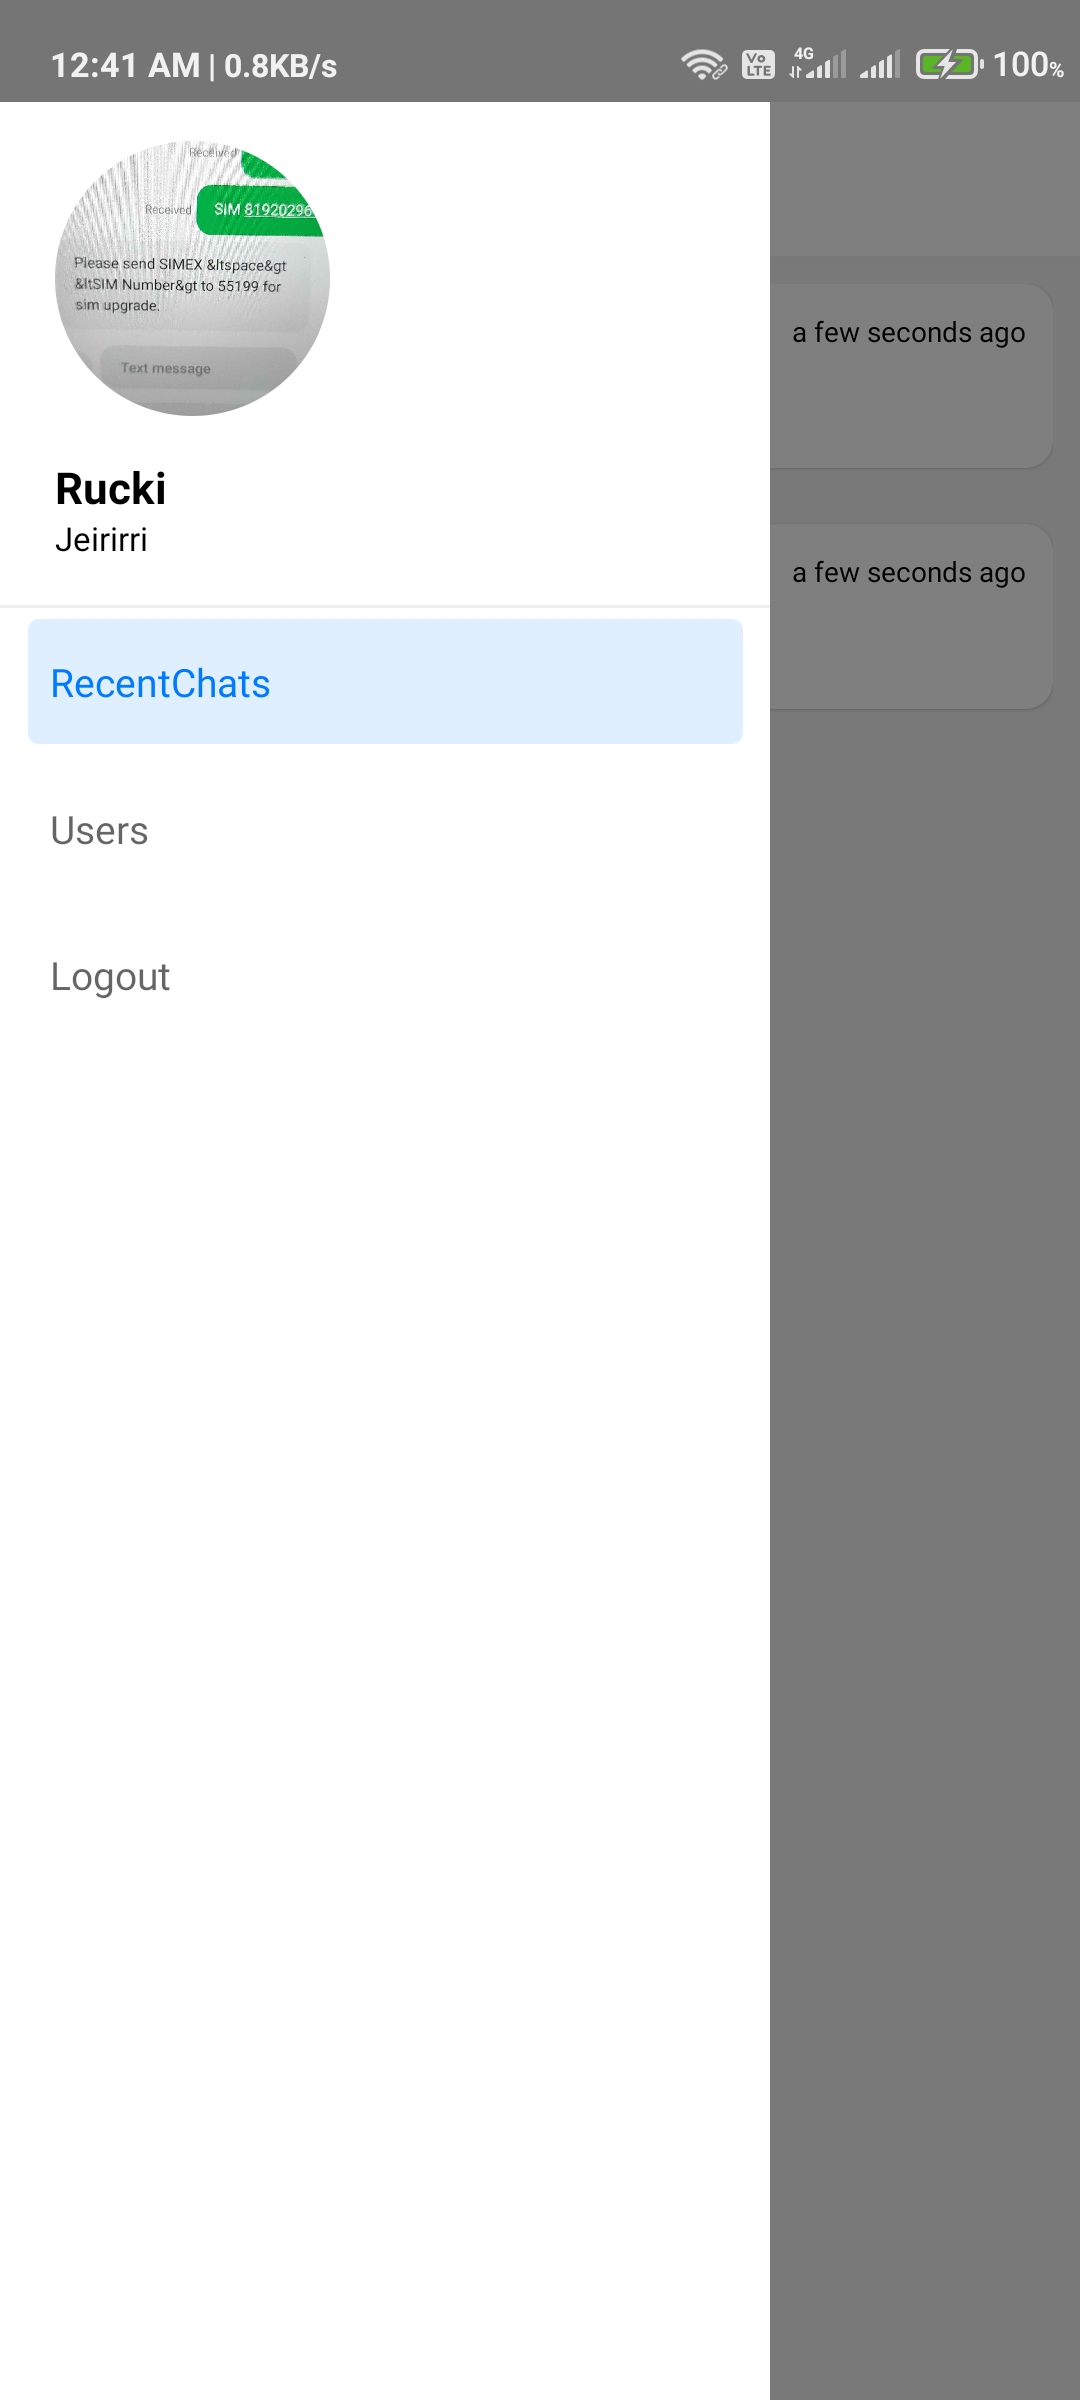 12:41 AM | 0.8KB/s
Vo LTE
4G
100%
Received
Received
SIM 81920296
Please send SIMEX &ltspace&gt
&ltSIM Number&gt to 55199 for
sim upgrade.
Text message
Rucki
Jeirirri
a few seconds ago
a few seconds ago
RecentChats
Users
Logout